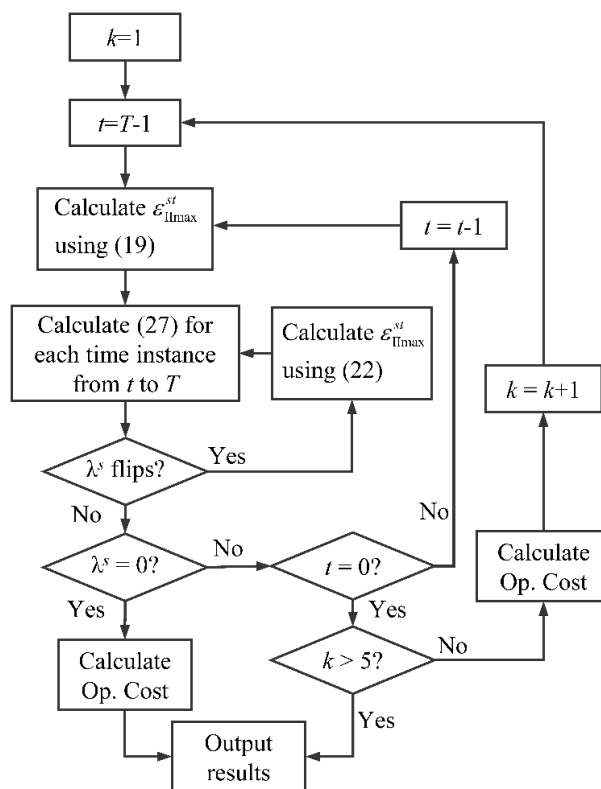 k=1
t=T-1
Calculate ε^{st}_{IImax}
using (19)
t = t-1
Calculate (27) for
each time instance
from t to T
Calculate ε^{st}_{IImax}
using (22)
k = k+1
λ^s flips?
Yes
No
λ^s = 0?
No
t = 0?
No
Calculate
Op. Cost
Yes
Yes
Calculate
Op. Cost
k > 5?
No
Yes
Output
results